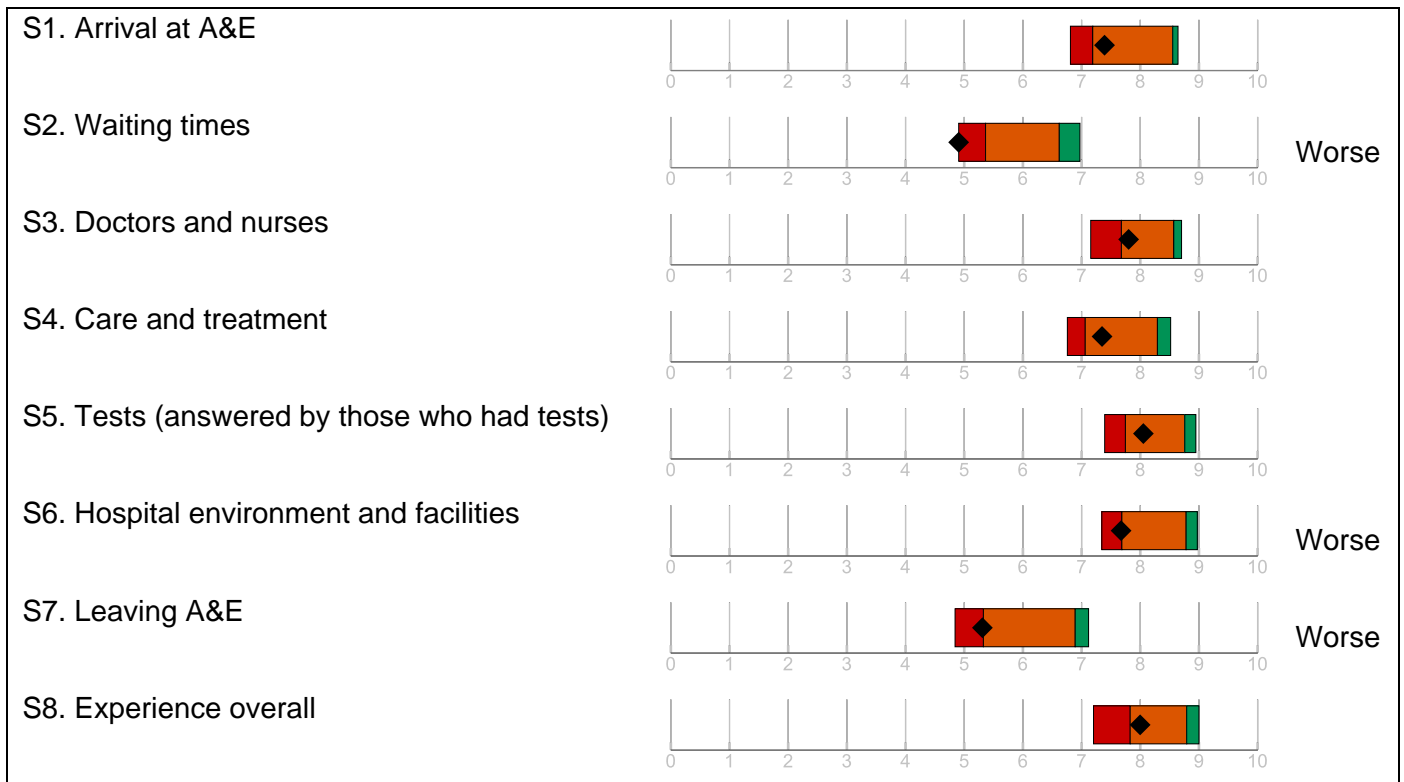 S1. Arrival at A&E
0 1 2 3 4 5 6 7 8 9 10
S2. Waiting times
Worse
0 1 2 3 4 5 6 7 8 9 10
S3. Doctors and nurses
0 1 2 3 4 5 6 7 8 9 10
S4. Care and treatment
0 1 2 3 4 5 6 7 8 9 10
S5. Tests (answered by those who had tests)
0 1 2 3 4 5 6 7 8 9 10
S6. Hospital environment and facilities
Worse
0 1 2 3 4 5 6 7 8 9 10
S7. Leaving A&E
Worse
0 1 2 3 4 5 6 7 8 9 10
S8. Experience overall
0 1 2 3 4 5 6 7 8 9 10